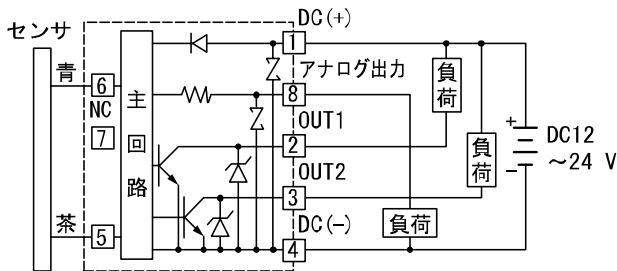 センサ
青
茶
6
NC
7
5
主回路
DC(+)
1
アナログ出力
8
OUT1
2
OUT2
3
DC(-)
4
負荷
負荷
負荷
+
DC12
~24 V
-